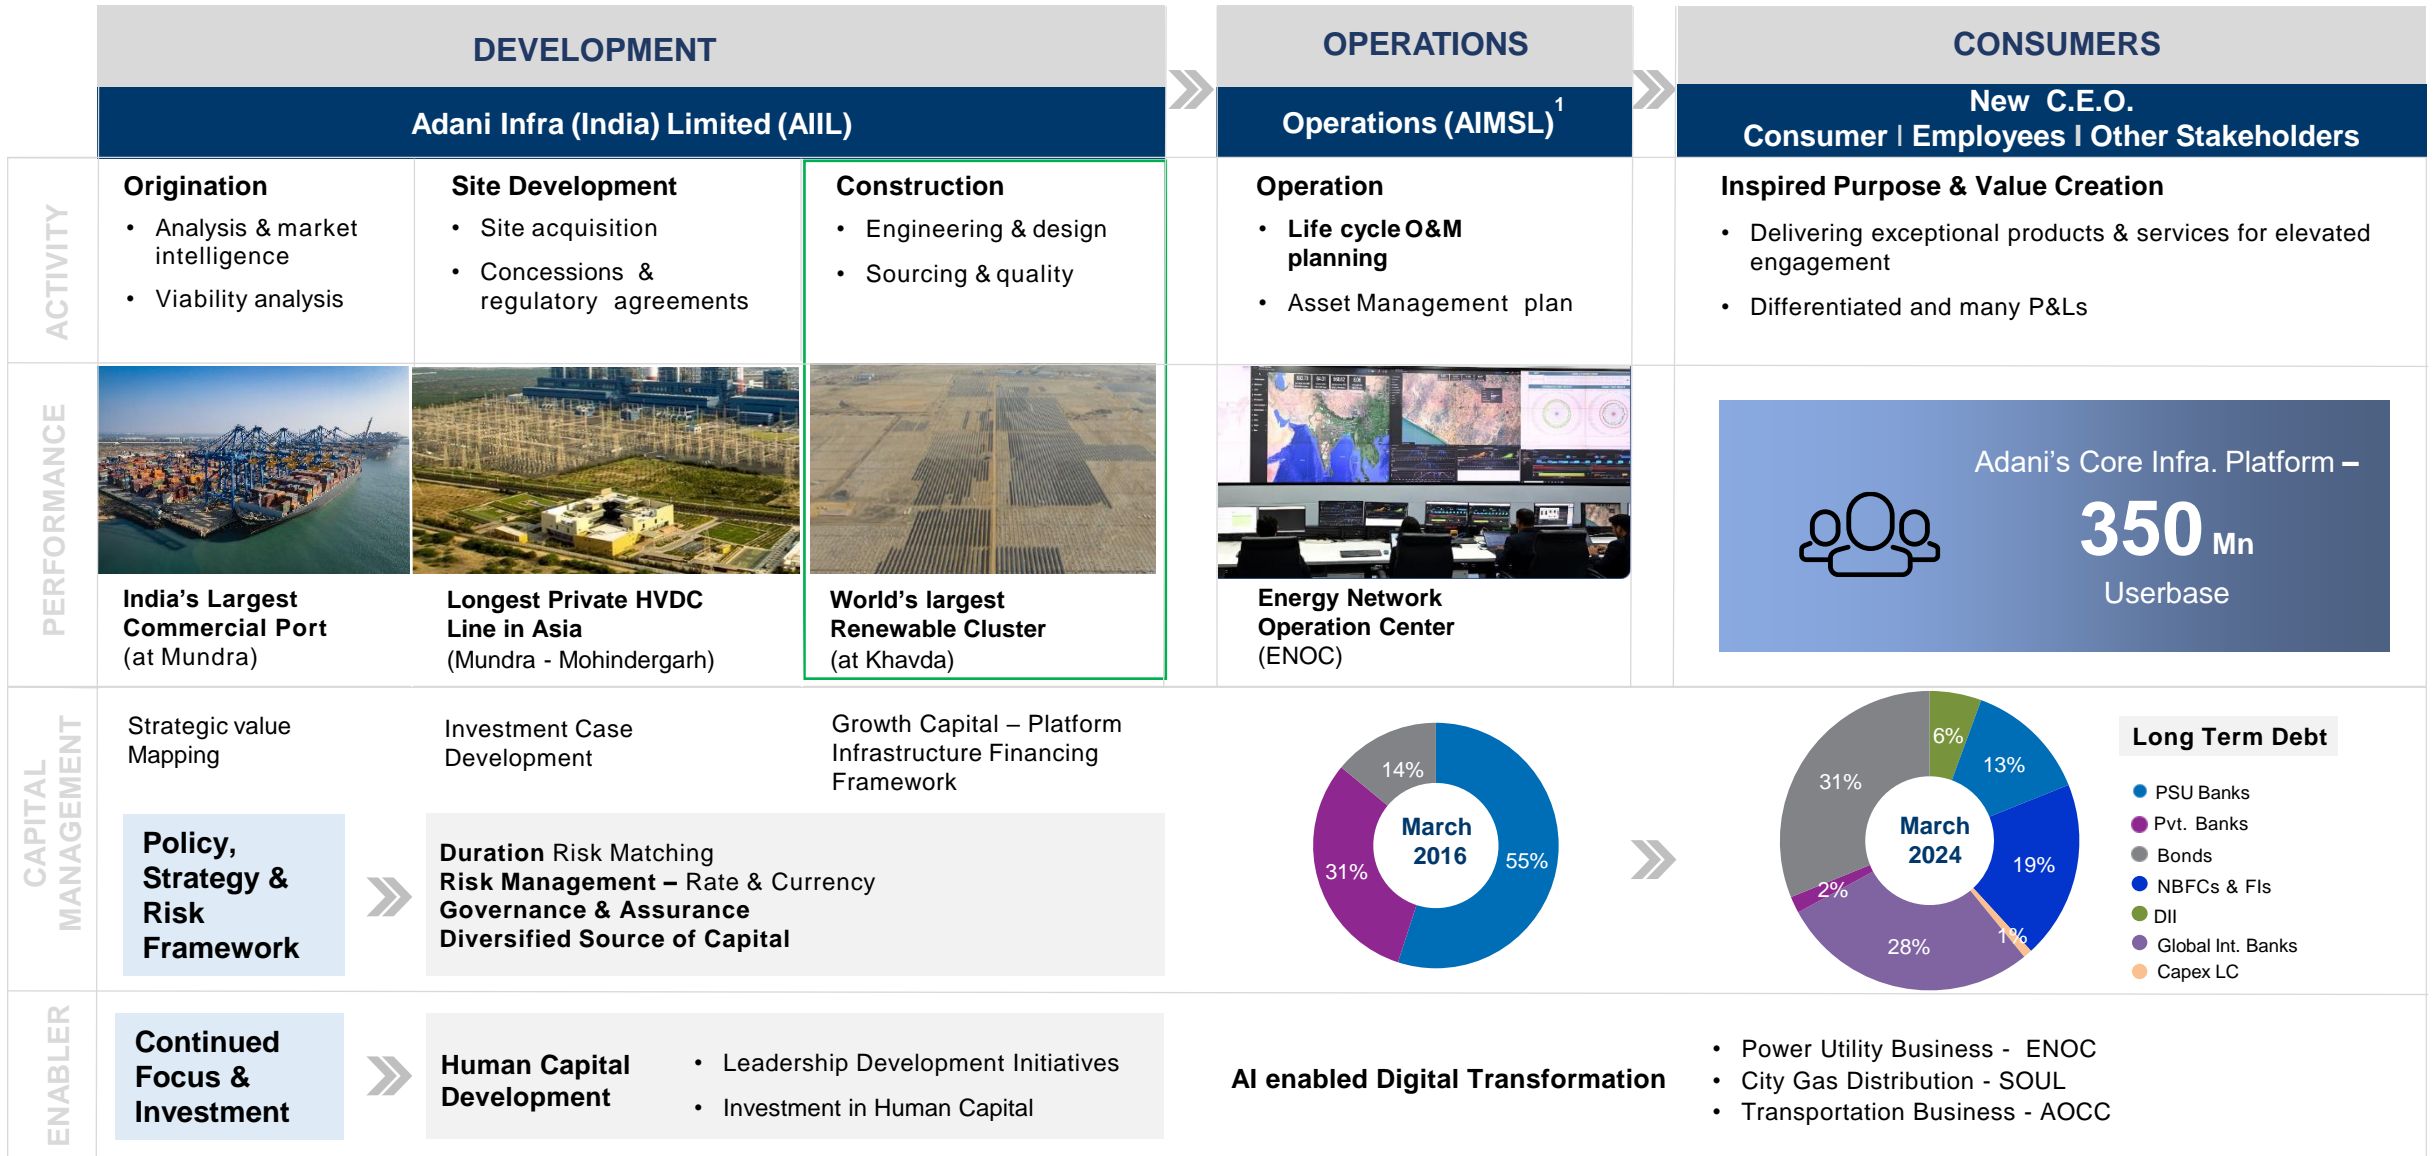 DEVELOPMENT
OPERATIONS
CONSUMERS
Adani Infra (India) Limited (AIIL)
Operations (AIMSL)1
New C.E.O.
Consumer I Employees I Other Stakeholders
ACTIVITY
Origination
• Analysis & market
intelligence
• Viability analysis
Site Development
• Site acquisition
• Concessions &
regulatory agreements
Construction
• Engineering & design
• Sourcing & quality
Operation
• Life cycle O&M
planning
• Asset Management plan
Inspired Purpose & Value Creation
• Delivering exceptional products & services for elevated
engagement
• Differentiated and many P&Ls
PERFORMANCE
India's Largest
Commercial Port
(at Mundra)
Longest Private HVDC
Line in Asia
(Mundra - Mohindergarh)
World's largest
Renewable Cluster
(at Khavda)
Energy Network
Operation Center
(ENOC)
Adani's Core Infra. Platform –
350 Mn
Userbase
CAPITAL
MANAGEMENT
Strategic value
Mapping
Investment Case
Development
Growth Capital – Platform
Infrastructure Financing
Framework
Policy,
Strategy &
Risk
Framework
Duration Risk Matching
Risk Management – Rate & Currency
Governance & Assurance
Diversified Source of Capital
14%
31%
55%
March
2016
6%
13%
31%
19%
2%
1%
28%
March
2024
Long Term Debt
PSU Banks
Pvt. Banks
Bonds
NBFCs & FIs
DII
Global Int. Banks
Capex LC
ENABLER
Continued
Focus &
Investment
Human Capital
Development
• Leadership Development Initiatives
• Investment in Human Capital
AI enabled Digital Transformation
• Power Utility Business - ENOC
• City Gas Distribution - SOUL
• Transportation Business - AOCC